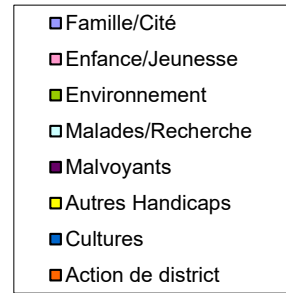 Famille/Cité
Enfance/Jeunesse
Environnement
Malades/Recherche
Malvoyants
Autres Handicaps
Cultures
Action de district